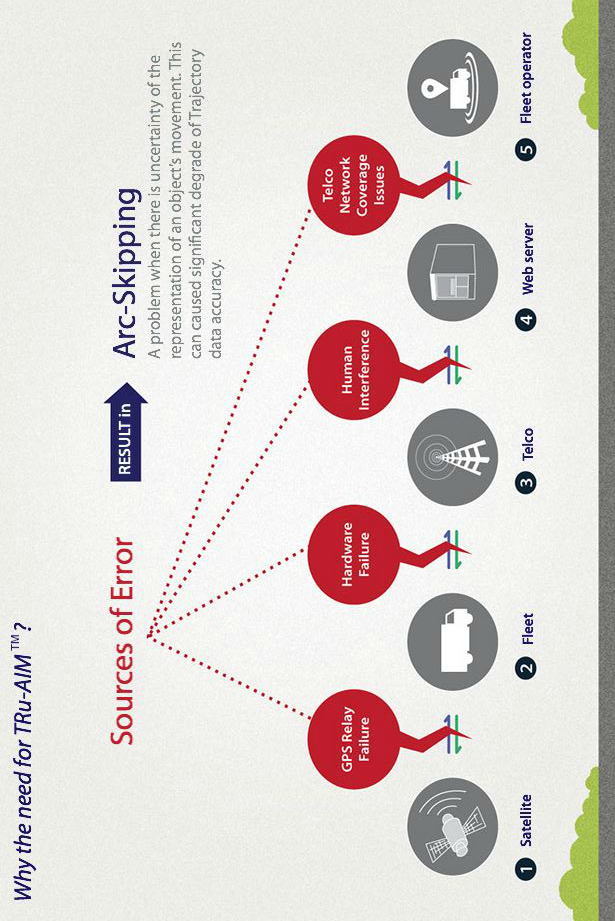 Why the need for TRu-AIM™ ?
Sources of Error
RESULT in
Arc-Skipping
A problem when there is uncertainty of the
representation of an object's movement. This
can caused significant degrade of Trajectory
data accuracy.
GPS Relay
Failure
Hardware
Failure
Human
Interference
Telco
Network
Coverage
Issues
1 Satellite
2 Fleet
3 Telco
4 Web server
5 Fleet operator